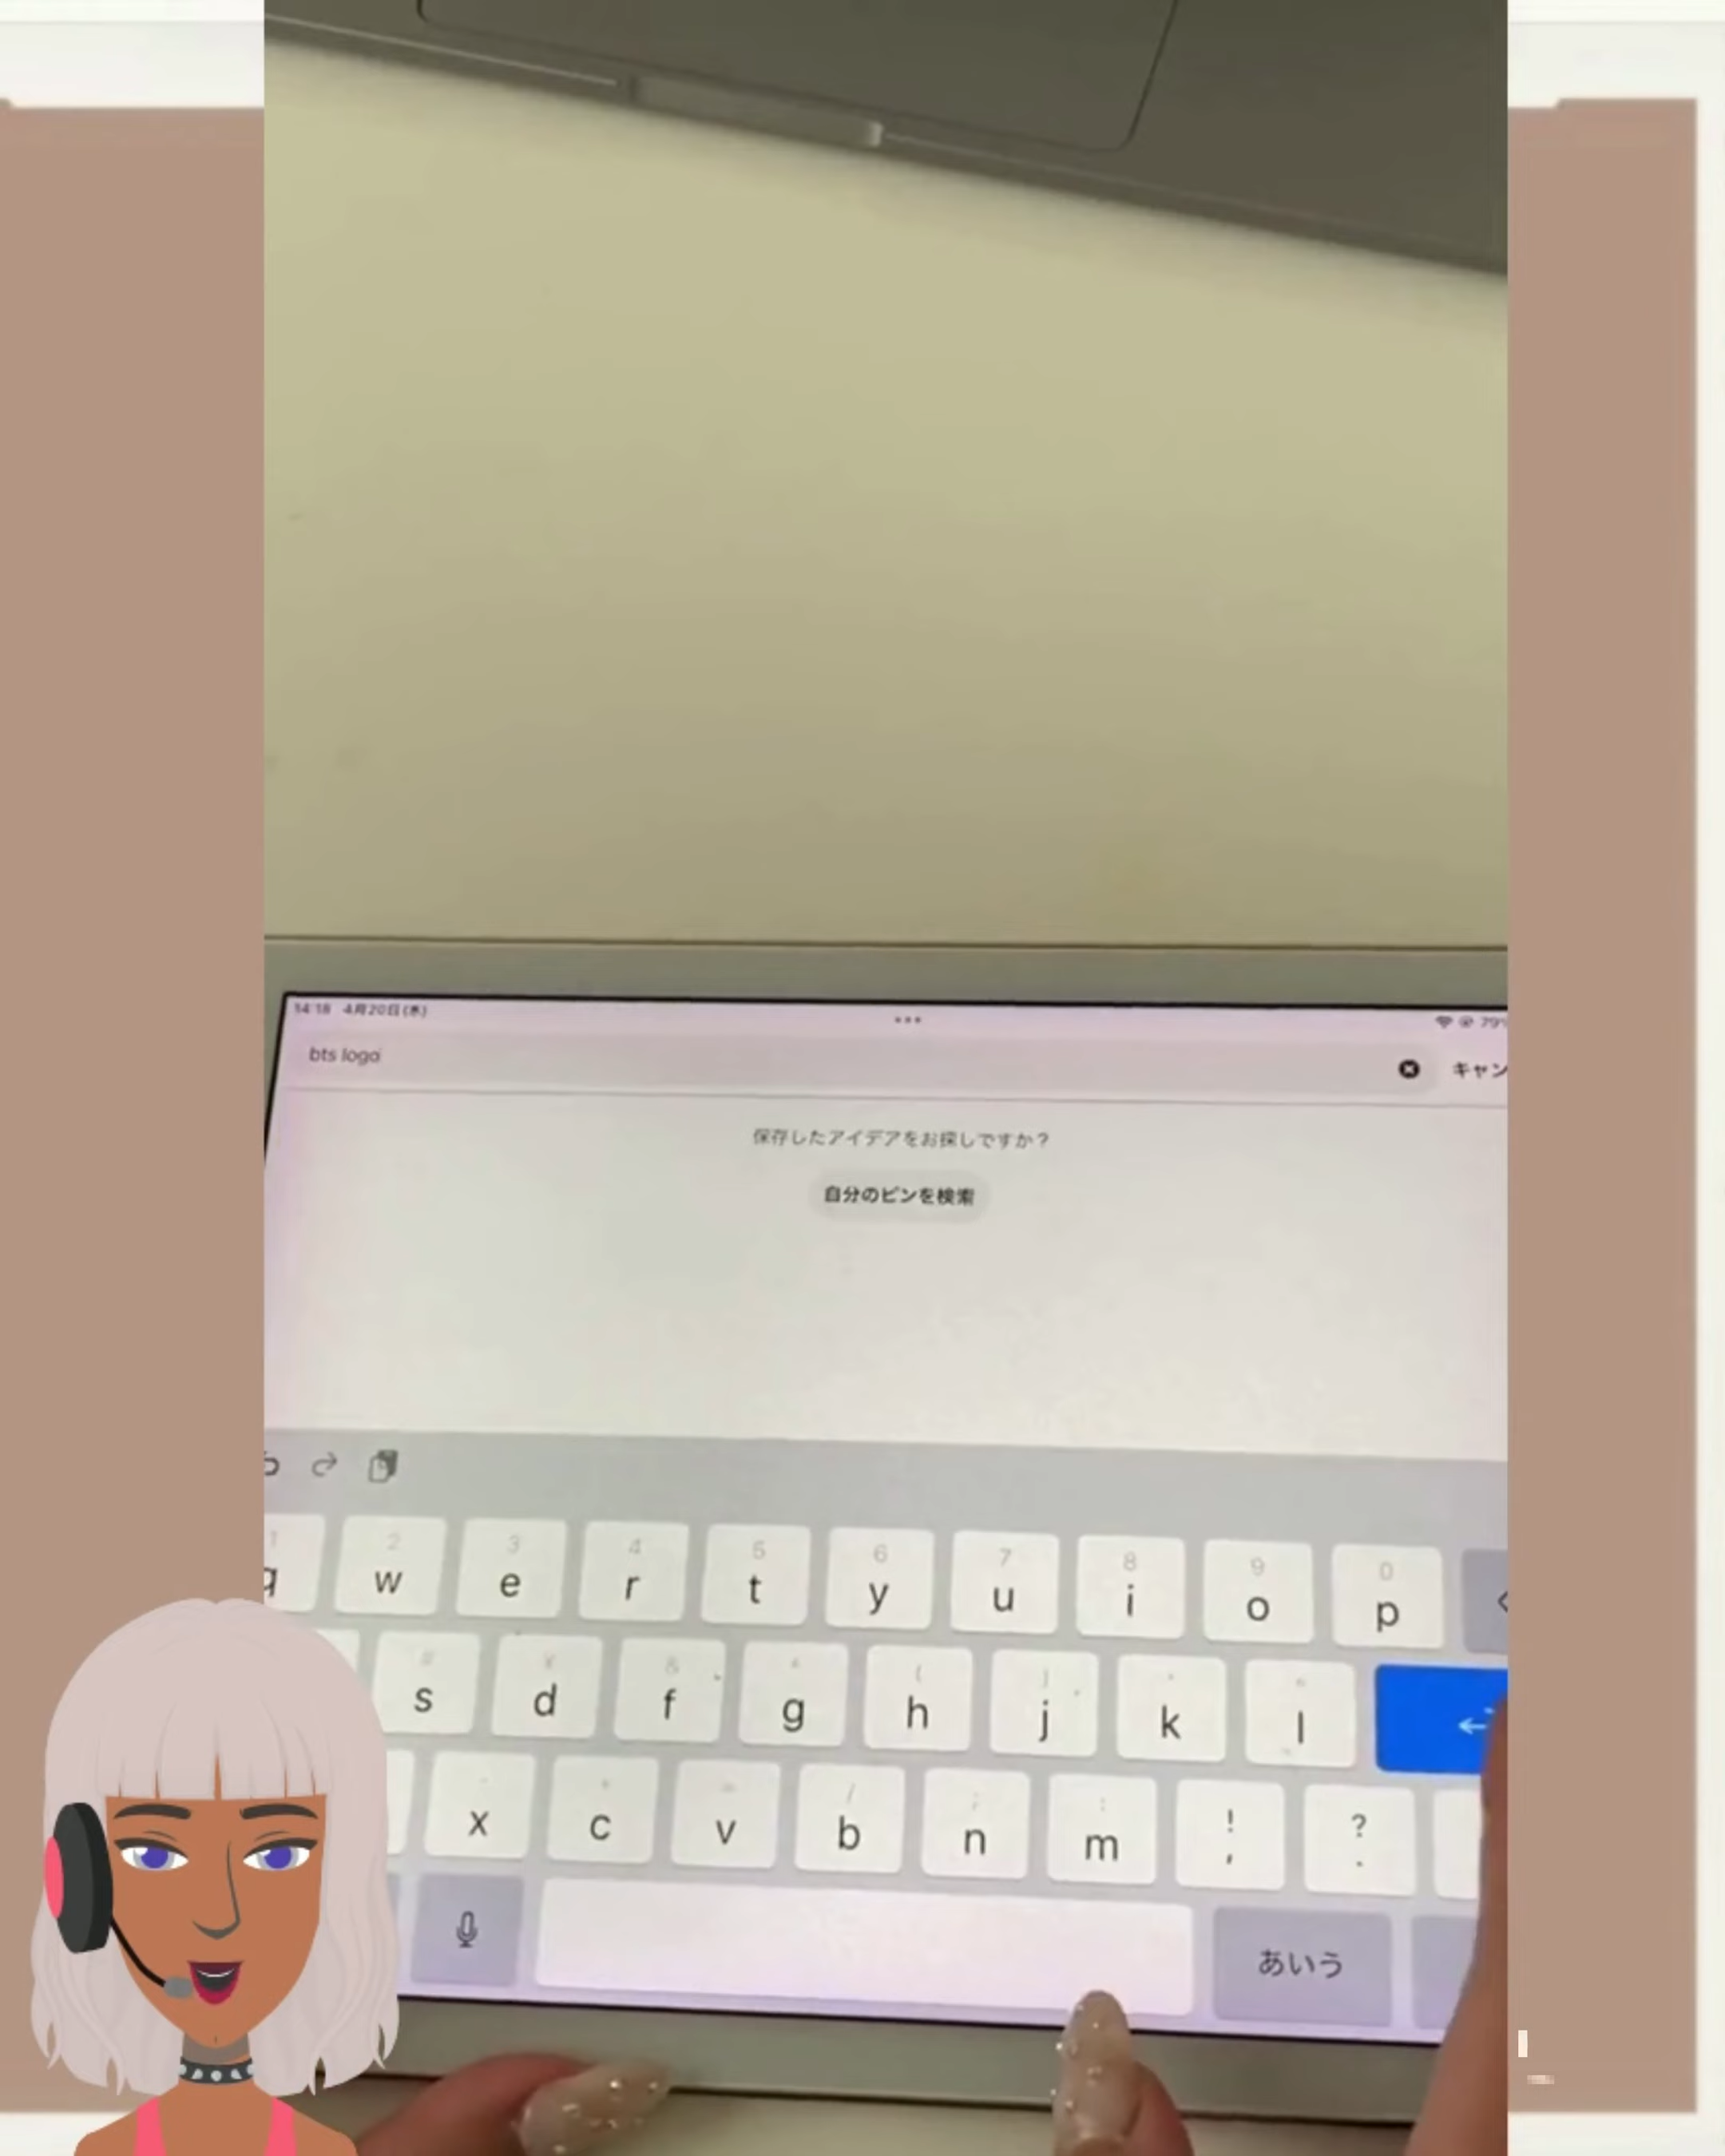 14:18 4月20日(水)
79%
bts logo
キャン
保存したアイデアをお探しですか？
自分のピンを検索
1 2 3 4 5 6 7 8 9 0
q w e r t y u i o p
# ¥ & * ( )
s d f g h j k l
/ ; :
x c v b n m ! , ? .
あいう